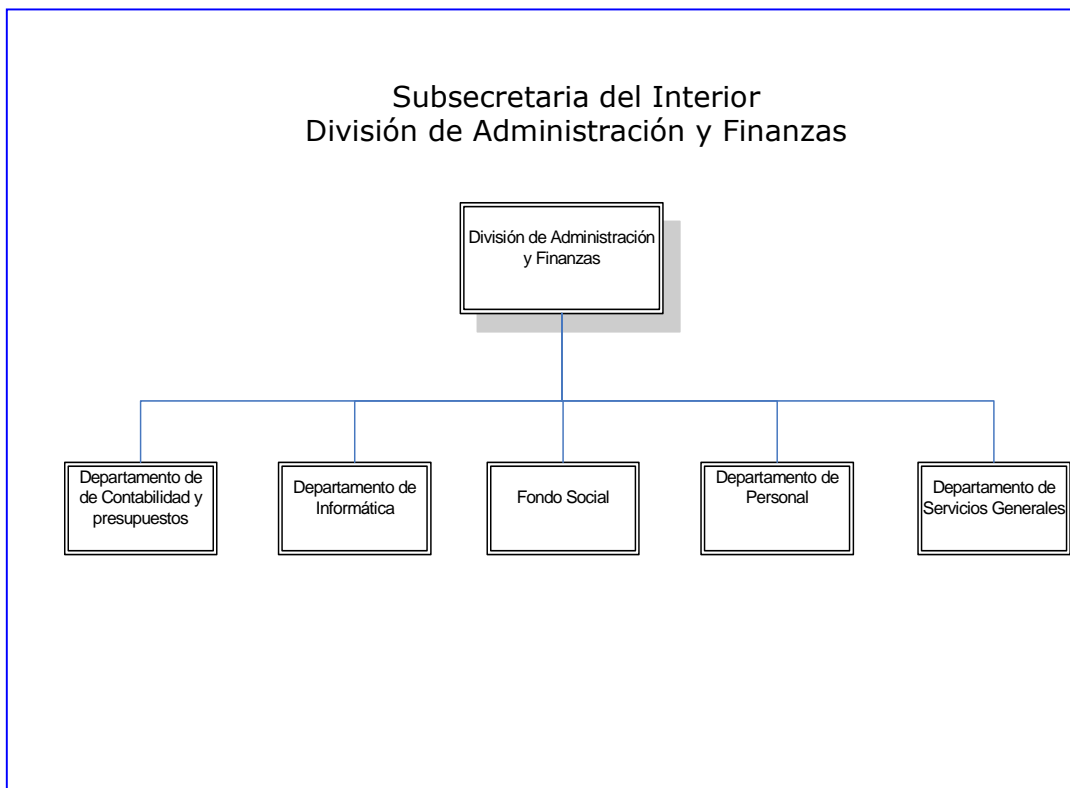 Subsecretaria del Interior
División de Administración y Finanzas
División de Administración
y Finanzas
Departamento de
de Contabilidad y
presupuestos
Departamento de
Informática
Fondo Social
Departamento de
Personal
Departamento de
Servicios Generales